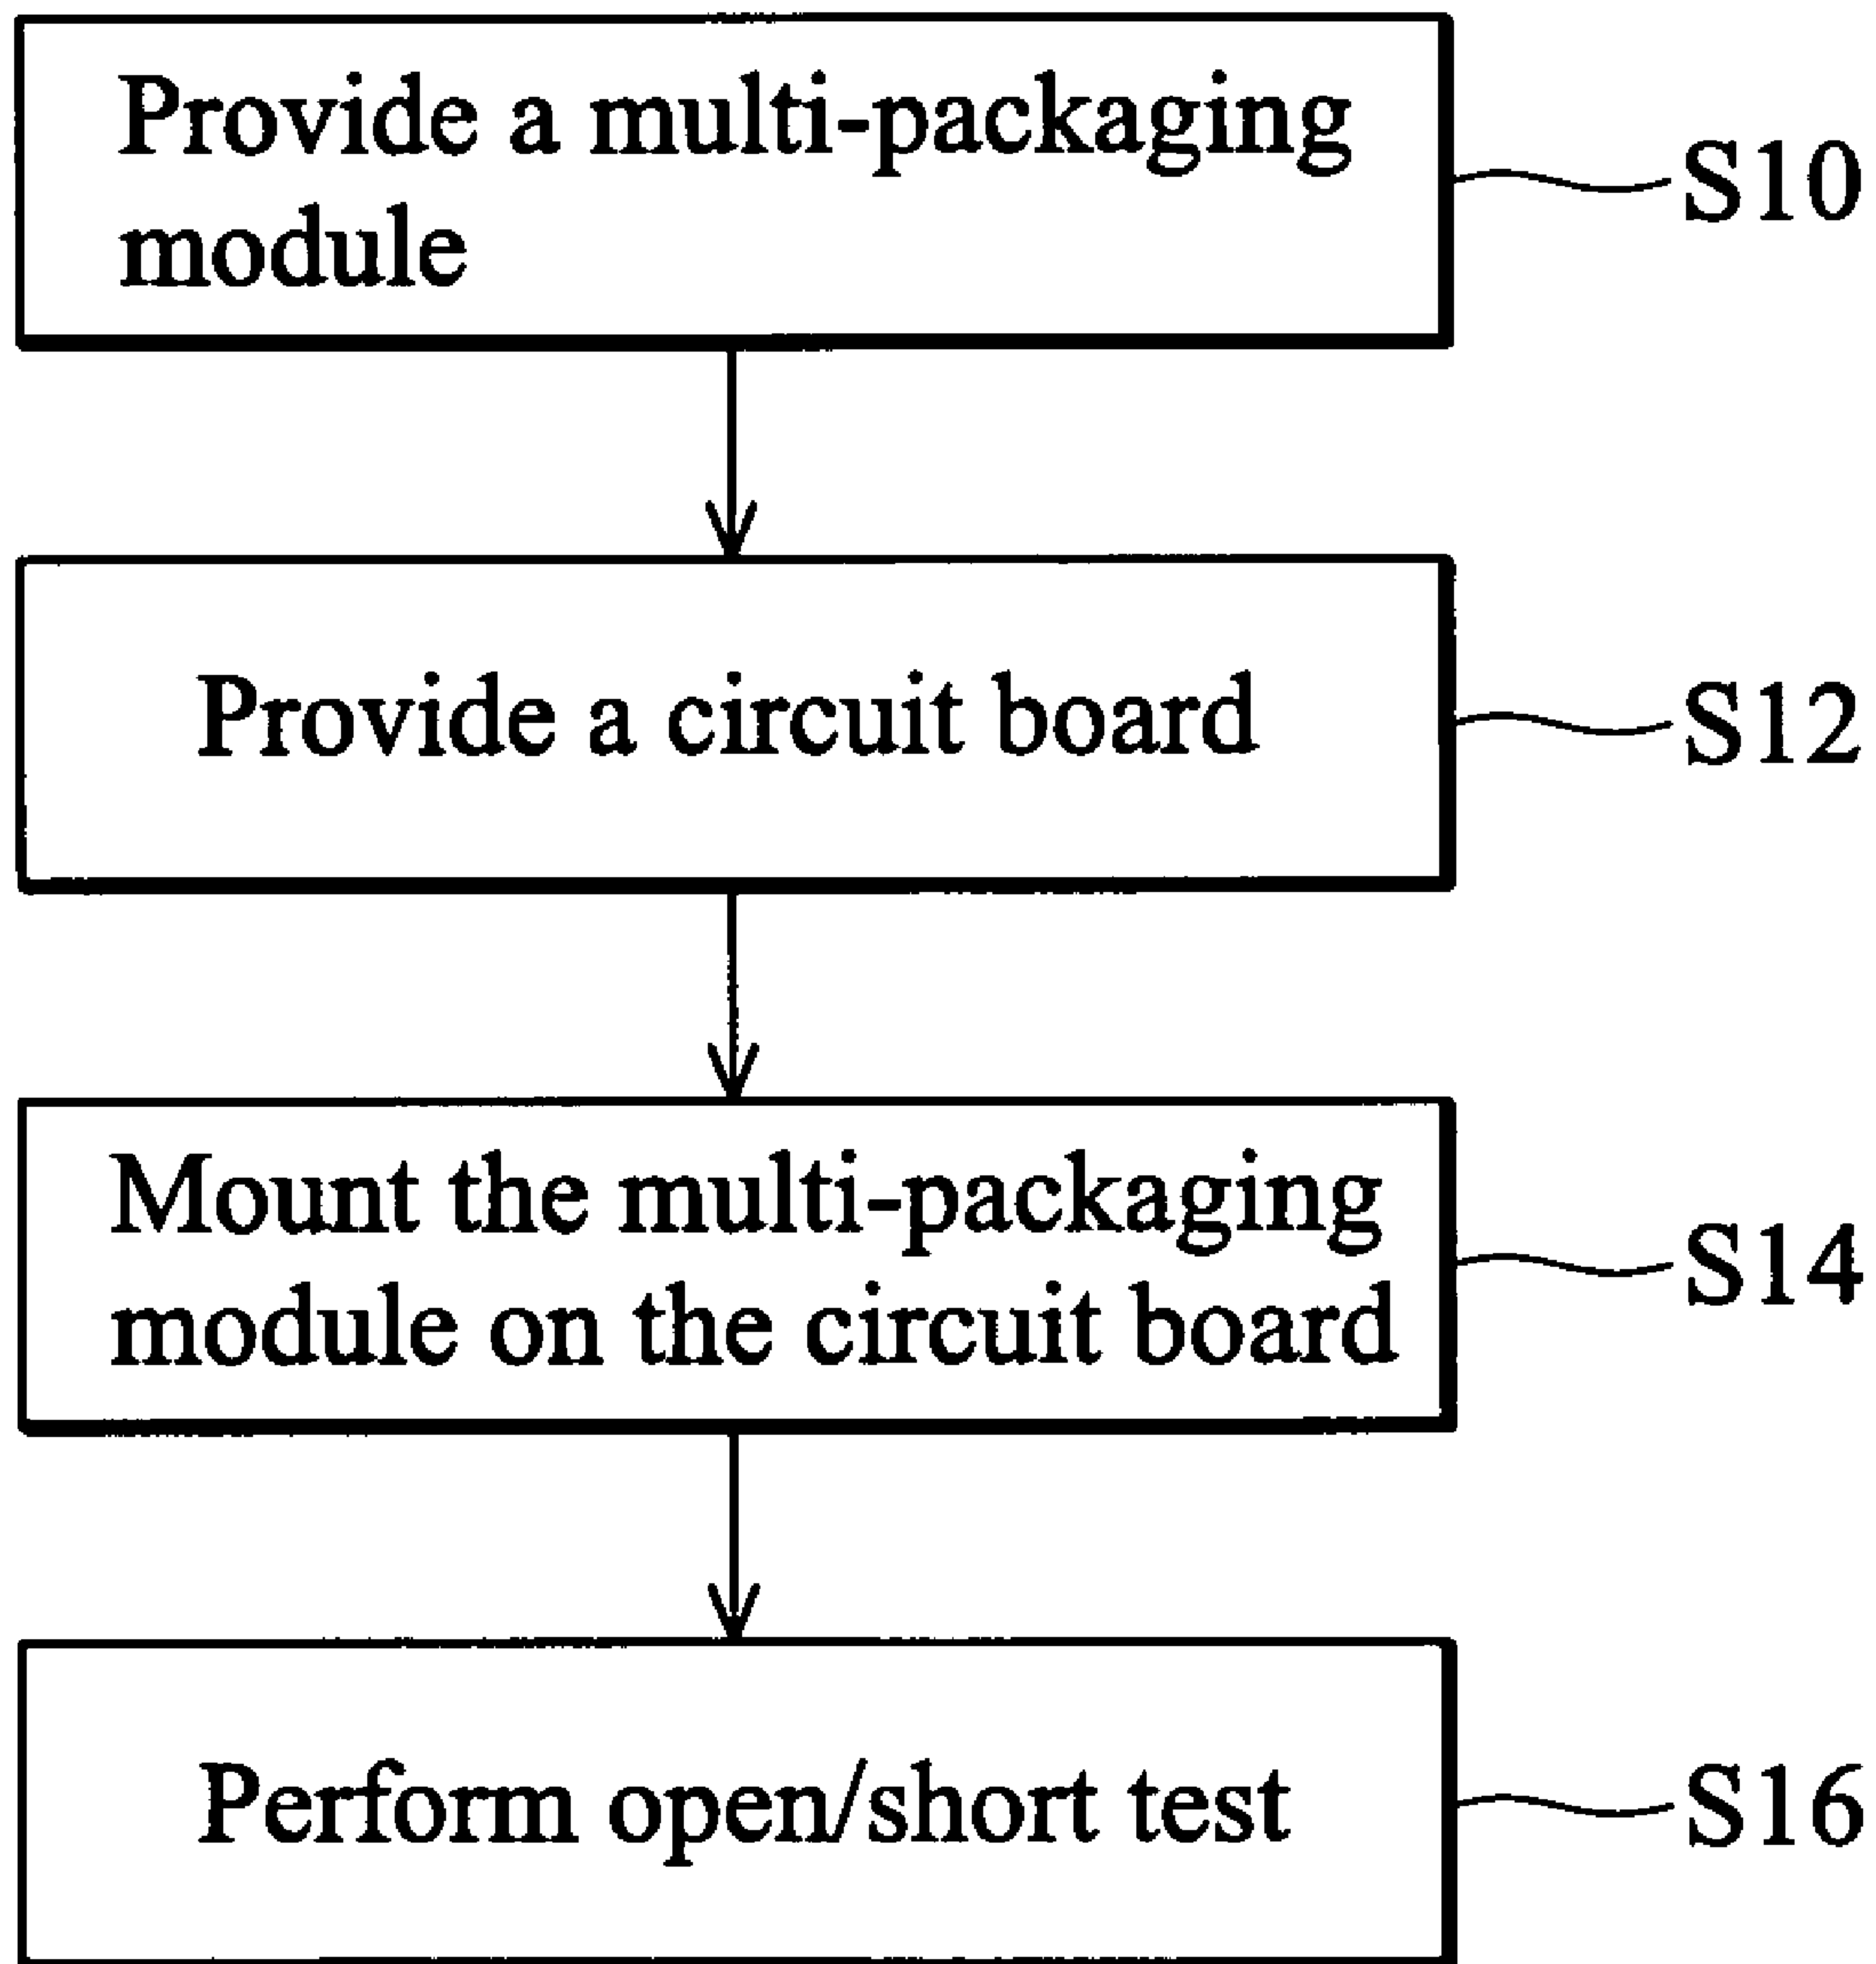 Provide a multi-packaging
module
S10
Provide a circuit board
S12
Mount the multi-packaging
module on the circuit board
S14
Perform open/short test
S16